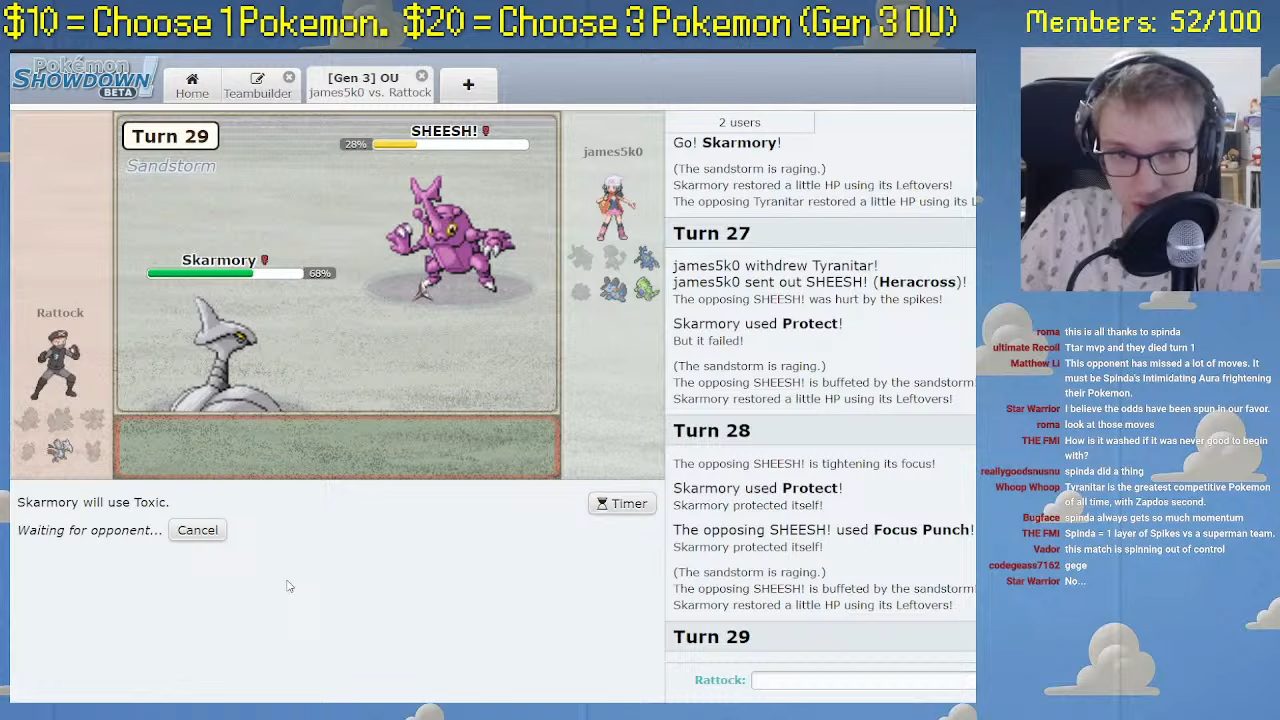 $10 = Choose 1 Pokemon. $20 = Choose 3 Pokemon (Gen 3 OU)
Members: 52/100
Pokémon
SHOWDOWN!
BETA
Home
Teambuilder
[Gen 3] OU
james5k0 vs. Rattock
+
Turn 29
Sandstorm
SHEESH!
28%
Skarmory
68%
james5k0
Rattock
Skarmory will use Toxic.
Timer
Waiting for opponent... Cancel
2 users
Go! Skarmory!
(The sandstorm is raging.)
Skarmory restored a little HP using its Leftovers!
The opposing Tyranitar restored a little HP using its L
Turn 27
james5k0 withdrew Tyranitar!
james5k0 sent out SHEESH! (Heracross)!
The opposing SHEESH! was hurt by the spikes!
Skarmory used Protect!
But it failed!
(The sandstorm is raging.)
The opposing SHEESH! is buffeted by the sandstorm
Skarmory restored a little HP using its Leftovers!
Turn 28
The opposing SHEESH! is tightening its focus!
Skarmory used Protect!
Skarmory protected itself!
The opposing SHEESH! used Focus Punch!
Skarmory protected itself!
(The sandstorm is raging.)
The opposing SHEESH! is buffeted by the sandstorm
Skarmory restored a little HP using its Leftovers!
Turn 29
Rattock:
roma this is all thanks to spinda
ultimate Recoil Ttar mvp and they died turn 1
Matthew Li This opponent has missed a lot of moves. It
must be Spinda's Intimidating Aura frightening
their Pokemon.
Star Warrior I believe the odds have been spun in our favor.
roma look at those moves
THE FMI How is it washed if it was never good to begin
with?
reallygoodsnusnu spinda did a thing
Whoop Whoop Tyranitar is the greatest competitive Pokemon
of all time, with Zapdos second.
Bugface spinda always gets so much momentum
THE FMI Spinda = 1 layer of Spikes vs a superman team.
Vador this match is spinning out of control
codegeass7162 gege
Star Warrior No...